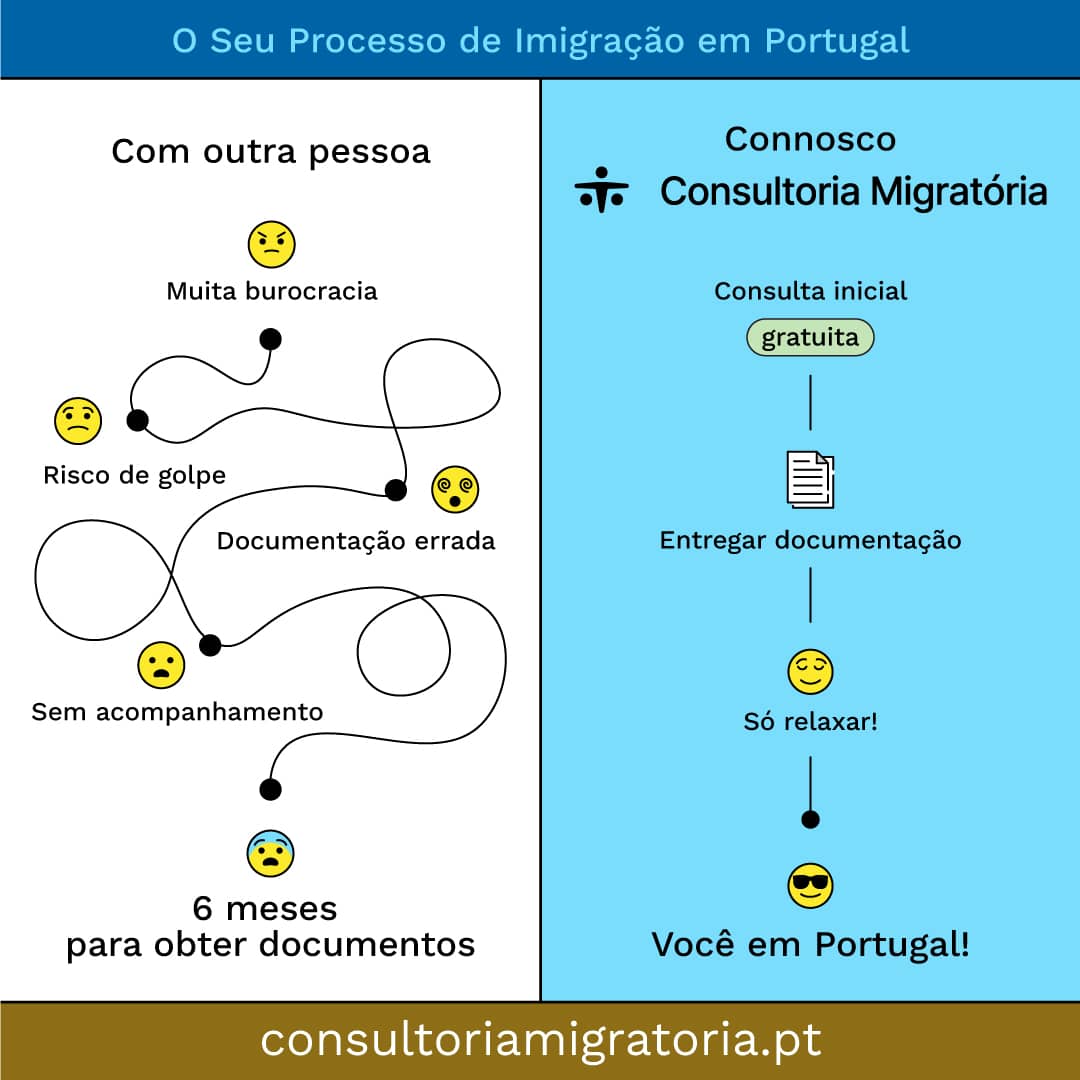 O Seu Processo de Imigração em Portugal
Com outra pessoa
Muita burocracia
Risco de golpe
Documentação errada
Sem acompanhamento
6 meses
para obter documentos
Connosco
Consultoria Migratória
Consulta inicial
gratuita
Entregar documentação
Só relaxar!
Você em Portugal!
consultoriamigratoria.pt